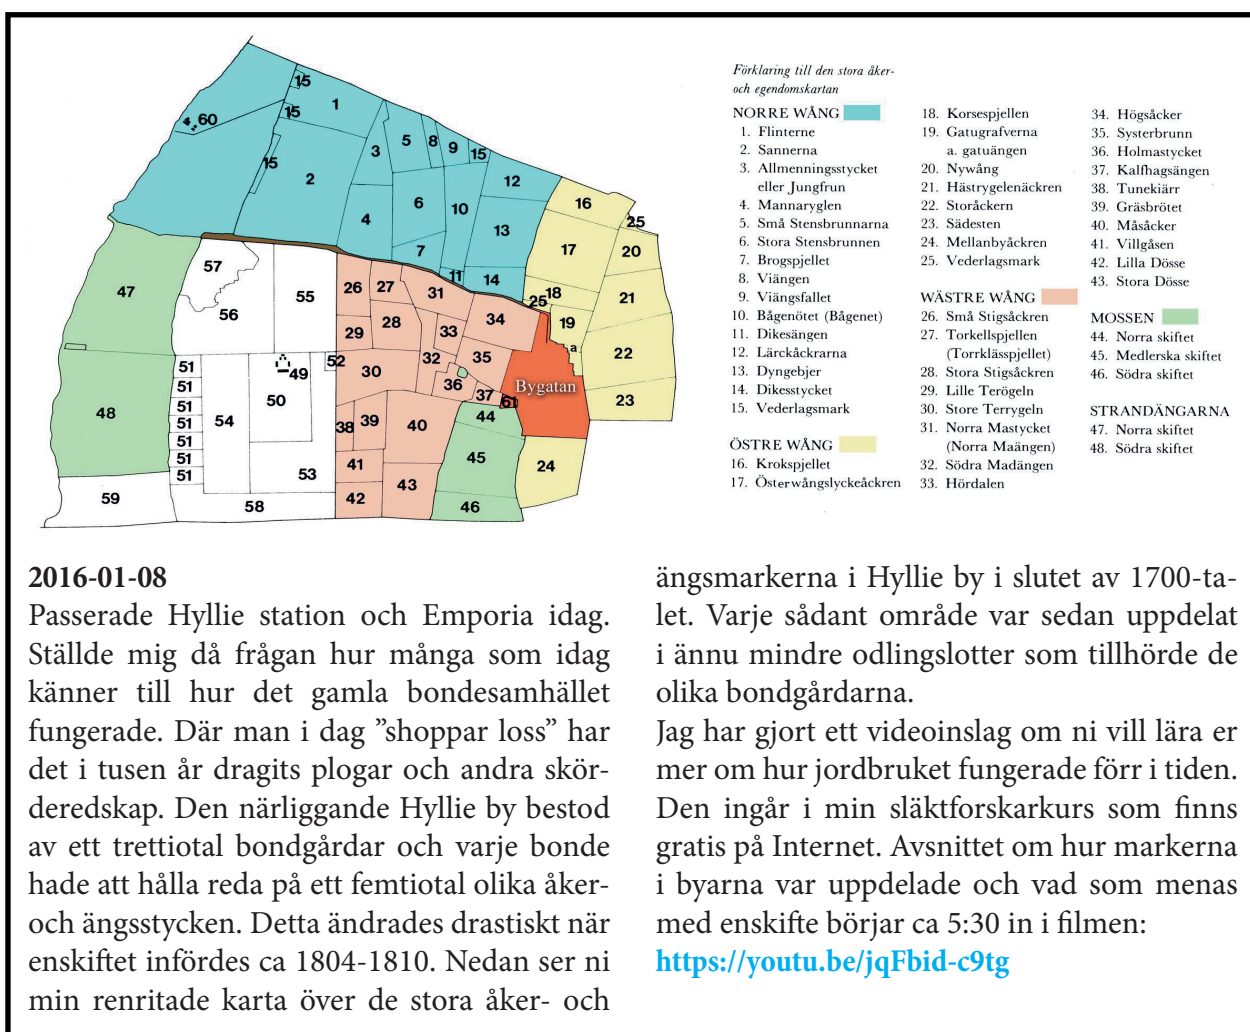 15
1
15
60
15
2
3
5
8
9
15
12
4
6
10
13
7
11
14
16
25
17
20
18
25
21
19
a
22
23
24
47
57
56
55
26
27
31
34
29
28
33
32
35
30
36
37
61
Bygatan
51
51
51
51
51
51
52
49
50
54
53
48
38
39
40
44
45
41
43
42
46
59
58
Förklaring till den stora åker-
och egendomskartan
NORRE WÅNG
1. Flinterne
2. Sannerna
3. Allmenningsstycket
eller Jungfrun
4. Mannaryglen
5. Små Stensbrunnarna
6. Stora Stensbrunnen
7. Brogspjellet
8. Viängen
9. Viängsfallet
10. Bågenötet (Bågenet)
11. Dikesängen
12. Lärckåckrarna
13. Dyngebjer
14. Dikesstycket
15. Vederlagsmark
ÖSTRE WÅNG
16. Krokspjellet
17. Österwångslyckeåckren
18. Korsespjellen
19. Gatugrafverna
a. gatuängen
20. Nywång
21. Hästrygelenäckren
22. Storåckern
23. Sädesten
24. Mellanbyåckren
25. Vederlagsmark
WÄSTRE WÅNG
26. Små Stigsåckren
27. Torkellspjellen
(Torrklässpjellet)
28. Stora Stigsåckren
29. Lille Terögeln
30. Store Terrygeln
31. Norra Mastycket
(Norra Maängen)
32. Södra Madängen
33. Hördalen
34. Högsåcker
35. Systerbrunn
36. Holmastycket
37. Kalfhagsängen
38. Tunekiärr
39. Gräsbrötet
40. Måsåcker
41. Villgåsen
42. Lilla Dösse
43. Stora Dösse
MOSSEN
44. Norra skiftet
45. Medlerska skiftet
46. Södra skiftet
STRANDÄNGARNA
47. Norra skiftet
48. Södra skiftet
2016-01-08
Passerade Hyllie station och Emporia idag.
Ställde mig då frågan hur många som idag
känner till hur det gamla bondesamhället
fungerade. Där man i dag ”shoppar loss” har
det i tusen år dragits plogar och andra skör-
deredskap. Den närliggande Hyllie by bestod
av ett trettiotal bondgårdar och varje bonde
hade att hålla reda på ett femtiotal olika åker-
och ängsstycken. Detta ändrades drastiskt när
enskiftet infördes ca 1804-1810. Nedan ser ni
min renritade karta över de stora åker- och
ängsmarkerna i Hyllie by i slutet av 1700-ta-
let. Varje sådant område var sedan uppdelat
i ännu mindre odlingslotter som tillhörde de
olika bondgårdarna.
Jag har gjort ett videoinslag om ni vill lära er
mer om hur jordbruket fungerade förr i tiden.
Den ingår i min släktforskarkurs som finns
gratis på Internet. Avsnittet om hur markerna
i byarna var uppdelade och vad som menas
med enskifte börjar ca 5:30 in i filmen:
https://youtu.be/jqFbid-c9tg